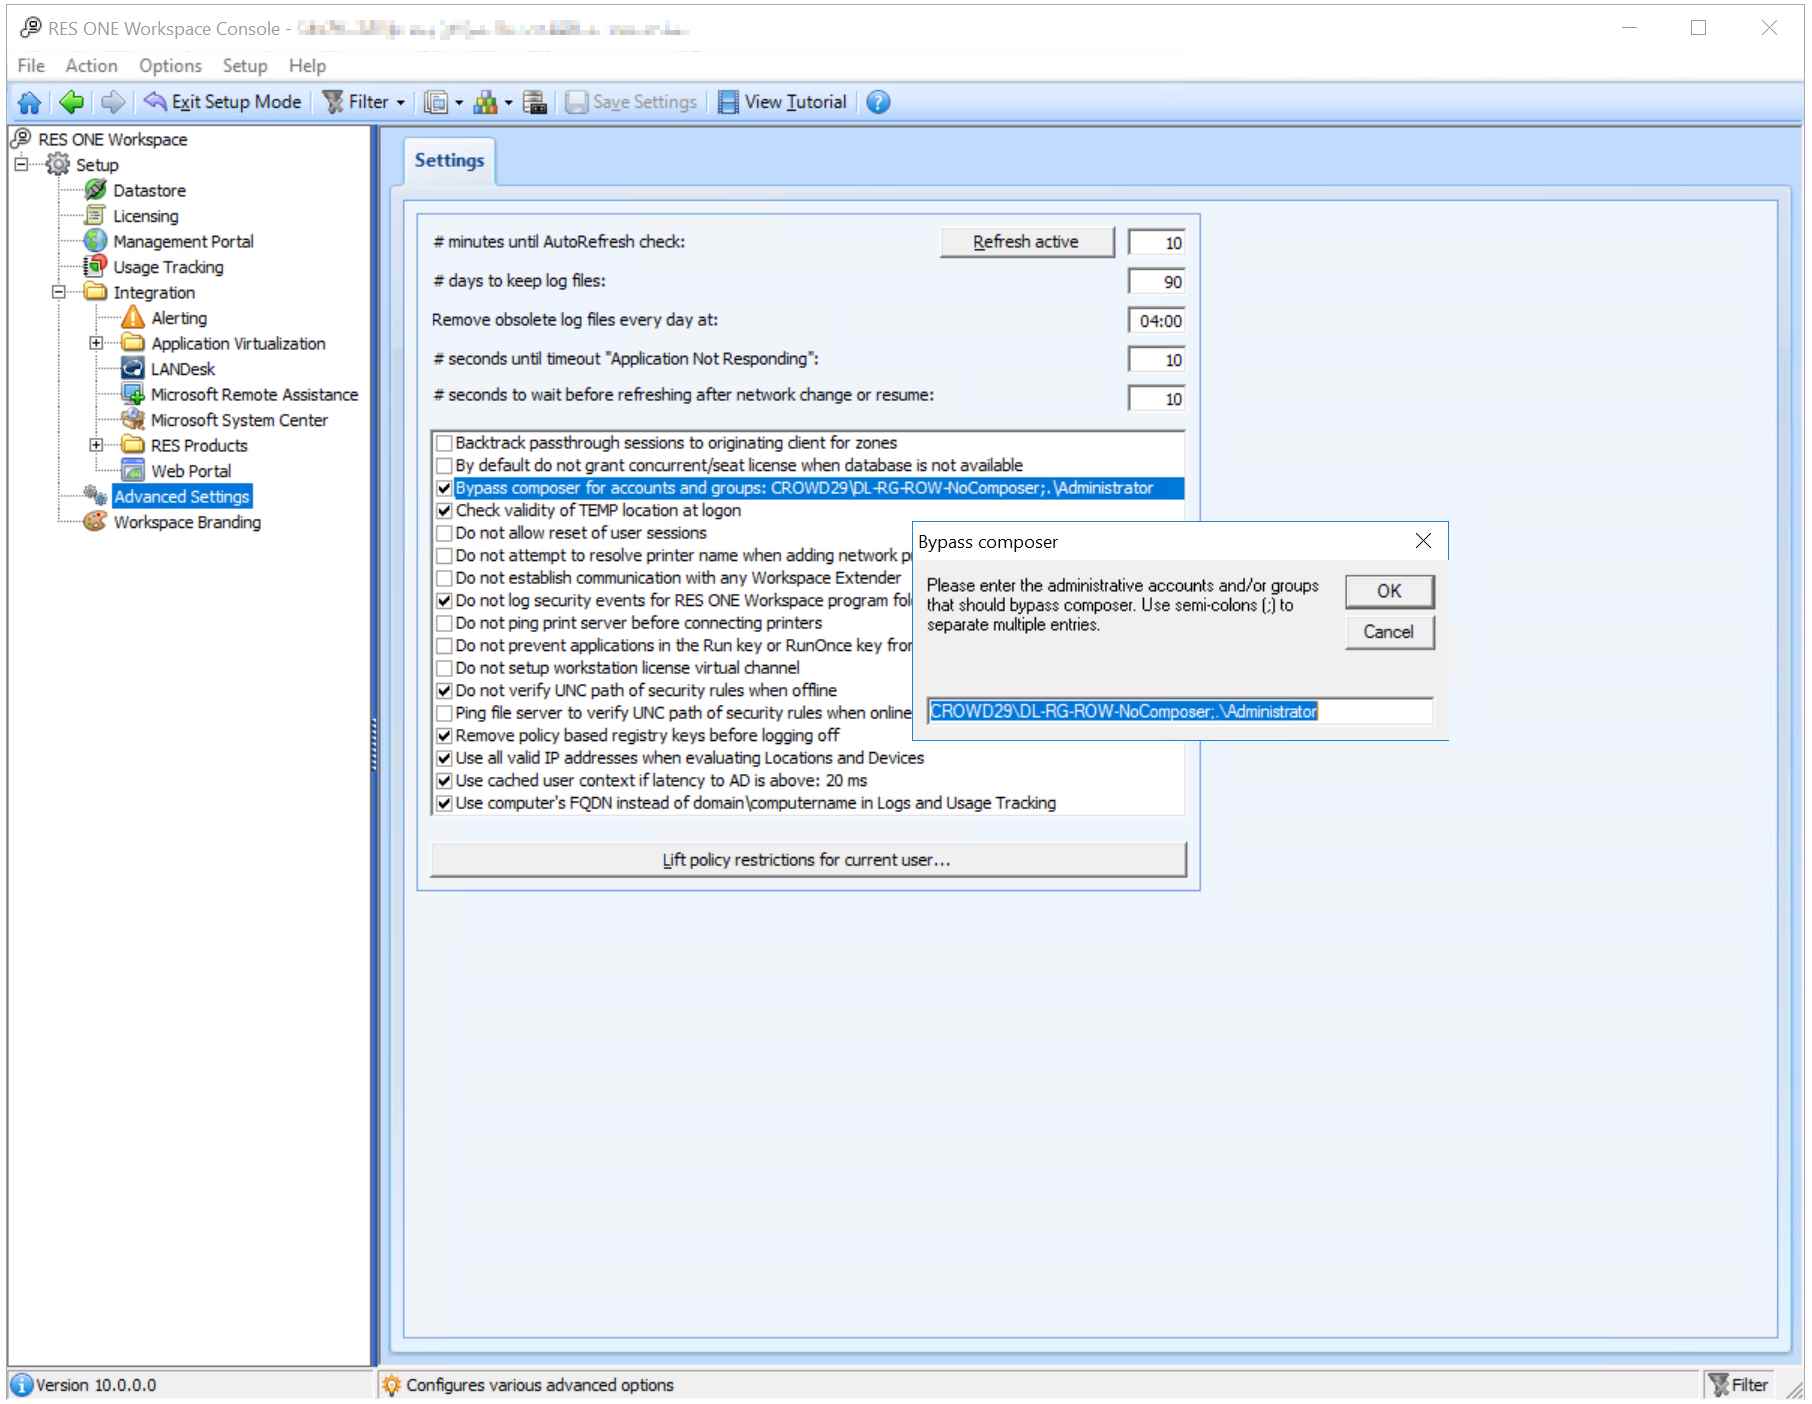 RES ONE Workspace Console -
File Action Options Setup Help
Exit Setup Mode Filter Save Settings View Tutorial ?
RES ONE Workspace
Setup
Datastore
Licensing
Management Portal
Usage Tracking
Integration
Alerting
Application Virtualization
LANDesk
Microsoft Remote Assistance
Microsoft System Center
RES Products
Web Portal
Advanced Settings
Workspace Branding
Settings
# minutes until AutoRefresh check: Refresh active 10
# days to keep log files: 90
Remove obsolete log files every day at: 04:00
# seconds until timeout "Application Not Responding": 10
# seconds to wait before refreshing after network change or resume: 10
Backtrack passthrough sessions to originating client for zones
By default do not grant concurrent/seat license when database is not available
Bypass composer for accounts and groups: CROWD29\DL-RG-ROW-NoComposer;.\Administrator
Check validity of TEMP location at logon
Do not allow reset of user sessions
Do not attempt to resolve printer name when adding network p
Do not establish communication with any Workspace Extender
Do not log security events for RES ONE Workspace program fol
Do not ping print server before connecting printers
Do not prevent applications in the Run key or RunOnce key fror
Do not setup workstation license virtual channel
Do not verify UNC path of security rules when offline
Ping file server to verify UNC path of security rules when online
Remove policy based registry keys before logging off
Use all valid IP addresses when evaluating Locations and Devices
Use cached user context if latency to AD is above: 20 ms
Use computer's FQDN instead of domain\computername in Logs and Usage Tracking
Lift policy restrictions for current user...
Bypass composer
Please enter the administrative accounts and/or groups
that should bypass composer. Use semi-colons (;) to
separate multiple entries.
OK
Cancel
CROWD29\DL-RG-ROW-NoComposer;.\Administrator
Version 10.0.0.0
Configures various advanced options
Filter